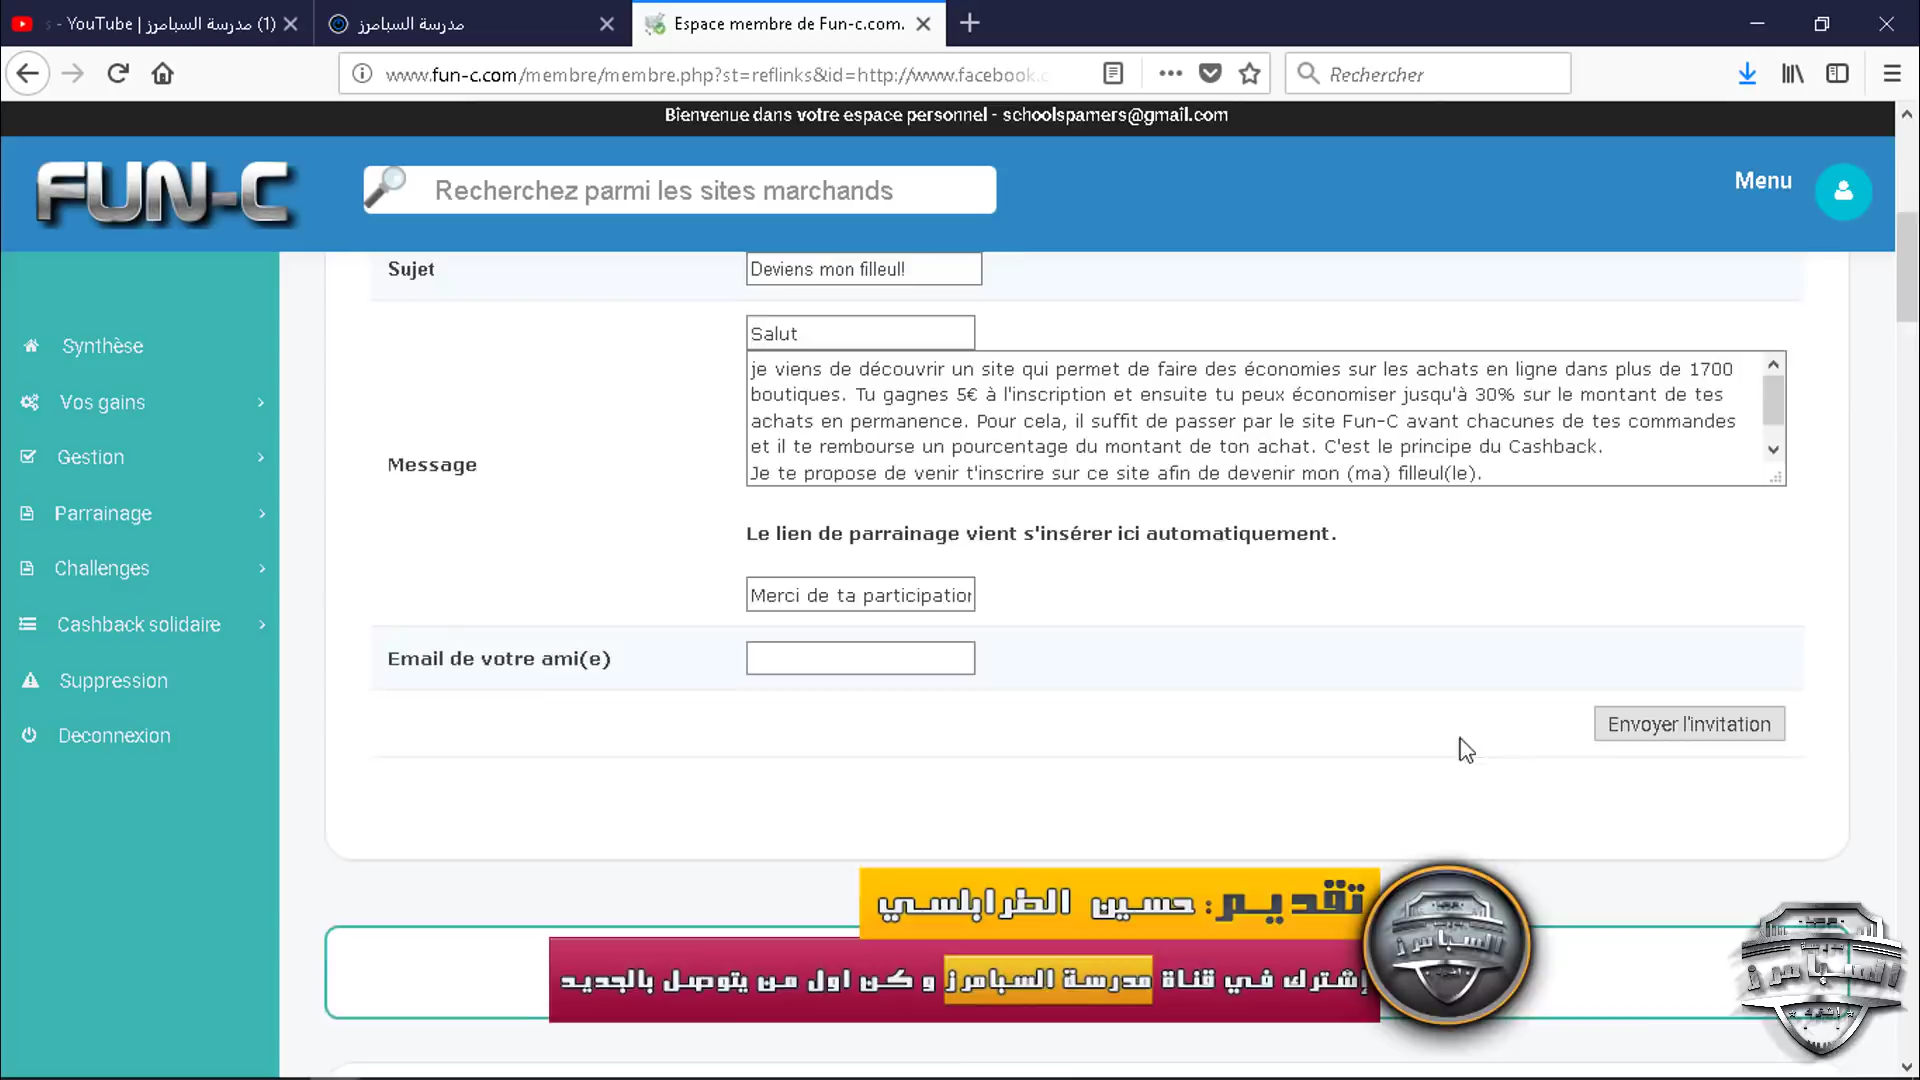 - YouTube | مدرسة السبامرز (1)
مدرسة السبامرز
Espace membre de Fun-c.com.
www.fun-c.com/membre/membre.php?st=reflinks&id=http://www.facebook.c
Rechercher
Bienvenue dans votre espace personnel - schoolspamers@gmail.com
FUN-C
Recherchez parmi les sites marchands
Menu
Synthèse
Vos gains
Gestion
Parrainage
Challenges
Cashback solidaire
Suppression
Deconnexion
Sujet
Deviens mon filleul!
Message
Salut
je viens de découvrir un site qui permet de faire des économies sur les achats en ligne dans plus de 1700
boutiques. Tu gagnes 5€ à l'inscription et ensuite tu peux économiser jusqu'à 30% sur le montant de tes
achats en permanence. Pour cela, il suffit de passer par le site Fun-C avant chacunes de tes commandes
et il te rembourse un pourcentage du montant de ton achat. C'est le principe du Cashback.
Je te propose de venir t'inscrire sur ce site afin de devenir mon (ma) filleul(le).
Le lien de parrainage vient s'insérer ici automatiquement.
Merci de ta participation
Email de votre ami(e)
Envoyer l'invitation
تقديم: حسين الطرابلسي
إشترك في قناة مدرسة السبامرز و كن اول من يتوصل بالجديد
السبامرز
السبامرز